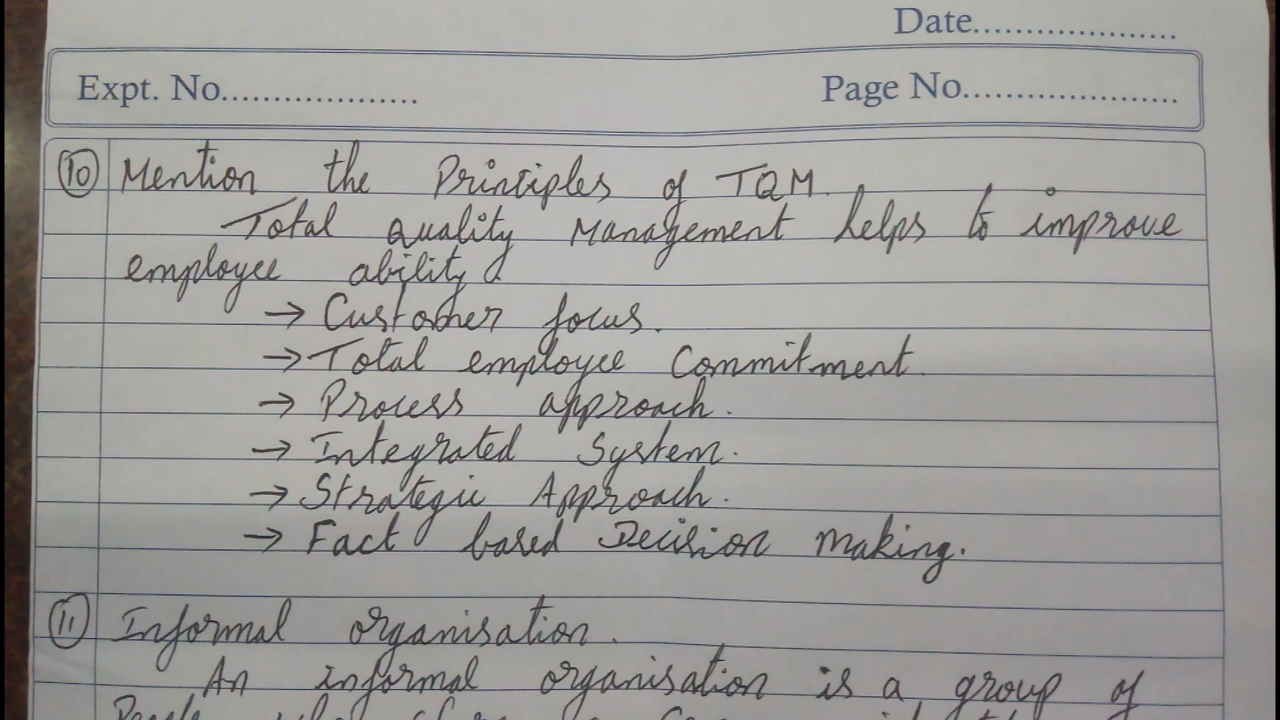 Date....................
Expt. No................... Page No.....................
10 Mention the Principles of TQM.
Total Quality Management helps to improve
employee ability
→ Customer focus.
→ Total employee Commitment.
→ Process approach.
→ Integrated System.
→ Strategic Approach.
→ Fact based Decision Making.
11 Informal organisation.
An informal organisation is a group of
People